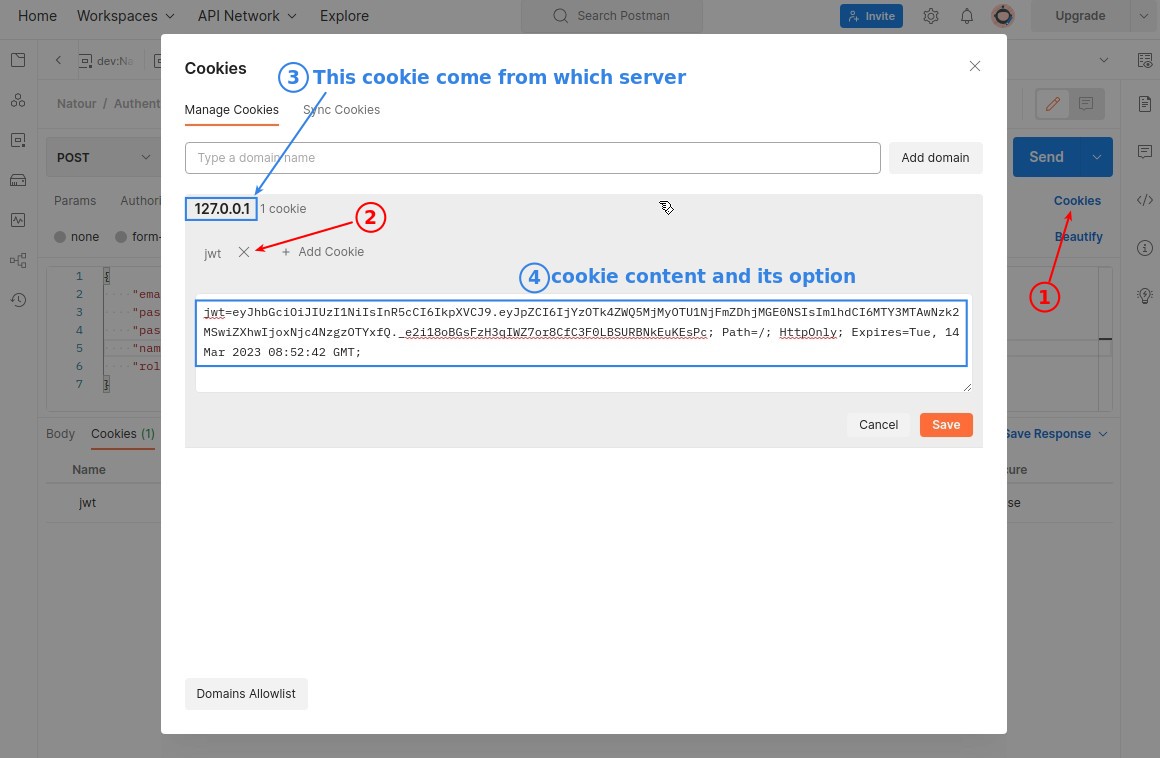 Home Workspaces API Network Explore Search Postman Invite Upgrade
dev:Na
Natour / Authent
POST Send
Params Authori Cookies
none form- Beautify
1 {
2 "ema
3 "pas
4 "pas
5 "nam
6 "rol
7 }
Body Cookies (1) Save Response
Name cure
jwt se
Cookies
3 This cookie come from which server
Manage Cookies Sync Cookies
Type a domain name Add domain
127.0.0.1 1 cookie
2
jwt + Add Cookie
1
4 cookie content and its option
jwt=eyJhbGciOiJIUzI1NiIsInR5cCI6IkpXVCJ9.eyJpZCI6IjYzOTk4ZWQ5MjMyOTU1NjFmZDhjMGE0NSIsImlhdCI6MTY3MTAwNzk2
MSwiZXhwIjoxNjc4NzgzOTYxfQ._e2i18oBGsFzH3qIWZ7or8CfC3F0LBSURBNkEuKEsPc; Path=/; HttpOnly; Expires=Tue, 14
Mar 2023 08:52:42 GMT;
Cancel Save
Domains Allowlist